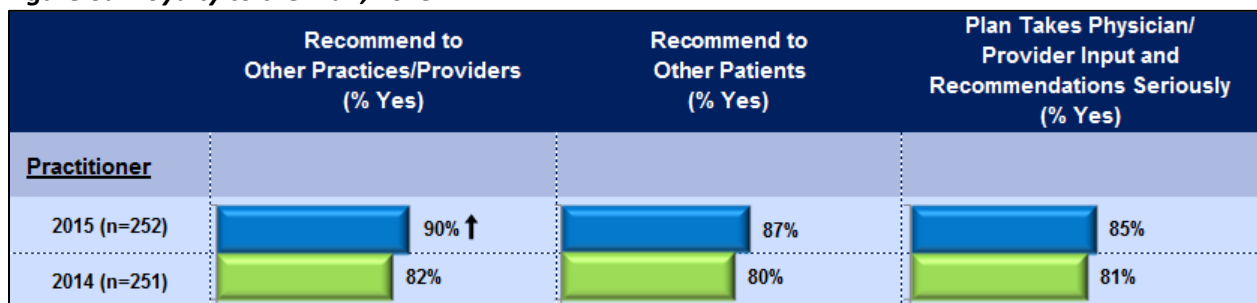 Recommend to
Other Practices/Providers
(% Yes)
Recommend to
Other Patients
(% Yes)
Plan Takes Physician/
Provider Input and
Recommendations Seriously
(% Yes)
Practitioner
2015 (n=252)
90%
87%
85%
2014 (n=251)
82%
80%
81%